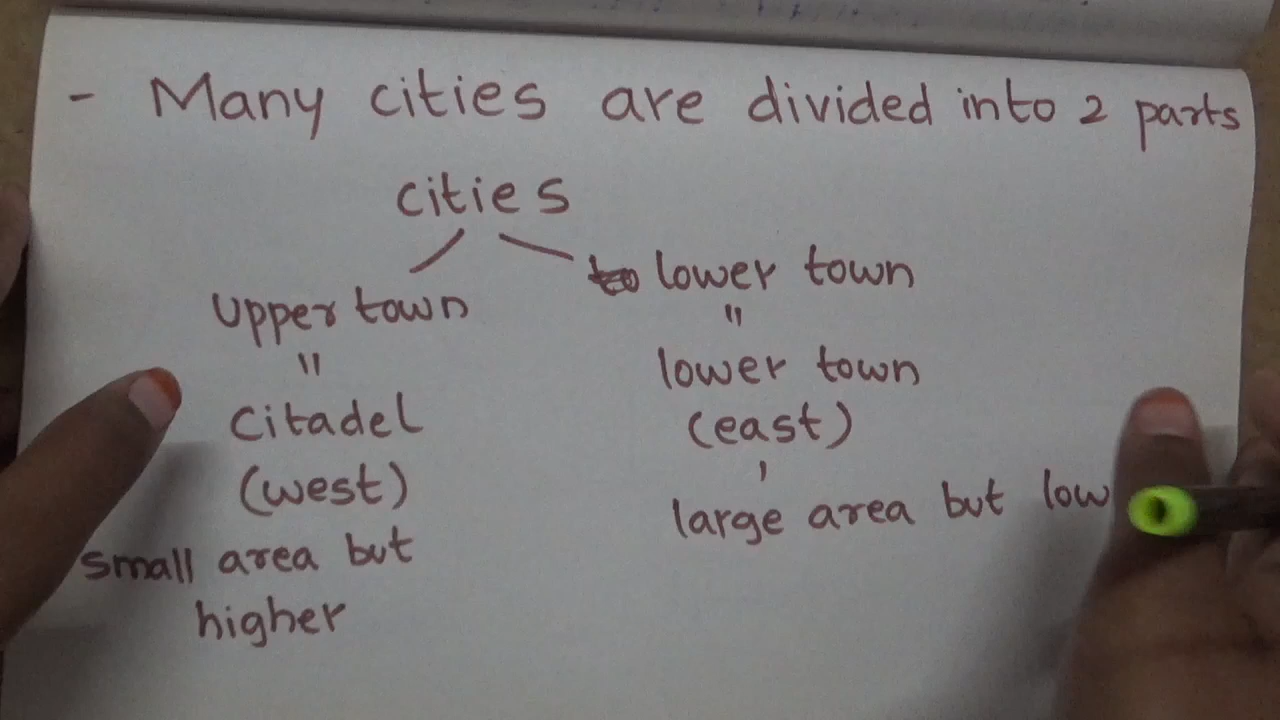 - Many cities are divided into 2 parts
cities
Upper town
"
Citadel
(west)
small area but
higher
lower town
"
lower town
(east)
'
large area but low